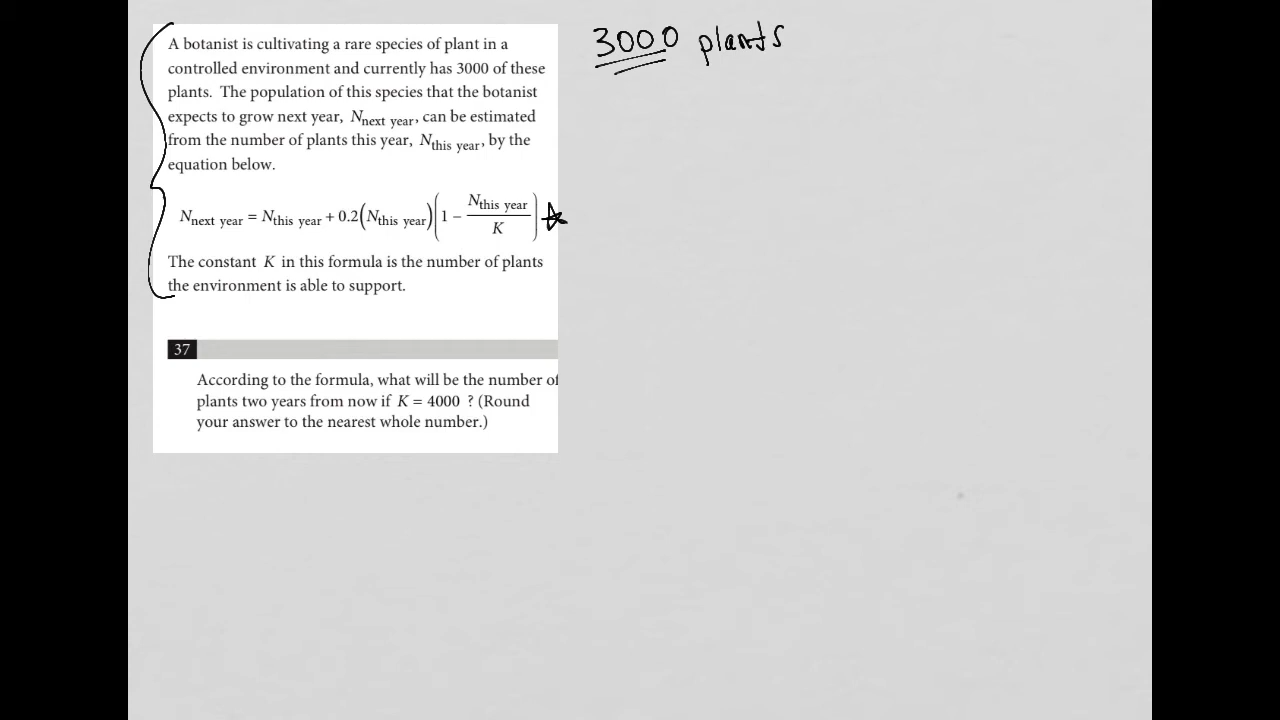 A botanist is cultivating a rare species of plant in a
controlled environment and currently has 3000 of these
plants. The population of this species that the botanist
expects to grow next year, N_next year, can be estimated
from the number of plants this year, N_this year, by the
equation below.
N_next year = N_this year + 0.2(N_this year)(1 − N_this year/K)
The constant K in this formula is the number of plants
the environment is able to support.
37
According to the formula, what will be the number of
plants two years from now if K = 4000 ? (Round
your answer to the nearest whole number.)
3000 plants